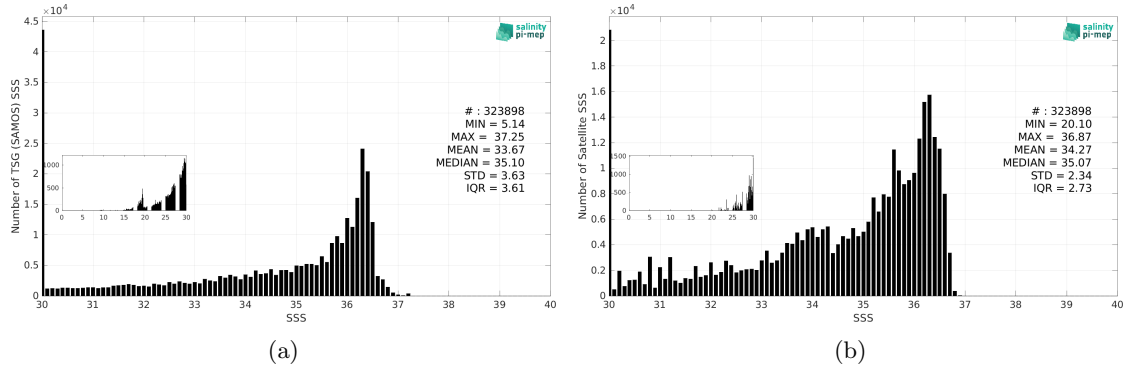 ×10⁴
4.5
4
3.5
3
2.5
2
1.5
1
0.5
0
Number of TSG (SAMOS) SSS
salinity
pi-mep
# : 323898
MIN = 5.14
MAX = 37.25
MEAN = 33.67
MEDIAN = 35.10
STD = 3.63
IQR = 3.61
1000
500
0
0 5 10 15 20 25 30
30 31 32 33 34 35 36 37 38 39 40
SSS
(a)
×10⁴
2
1.8
1.6
1.4
1.2
1
0.8
0.6
0.4
0.2
0
Number of Satellite SSS
salinity
pi-mep
# : 323898
MIN = 20.10
MAX = 36.87
MEAN = 34.27
MEDIAN = 35.07
STD = 2.34
IQR = 2.73
1500
1000
500
0
0 5 10 15 20 25 30
30 31 32 33 34 35 36 37 38 39 40
SSS
(b)